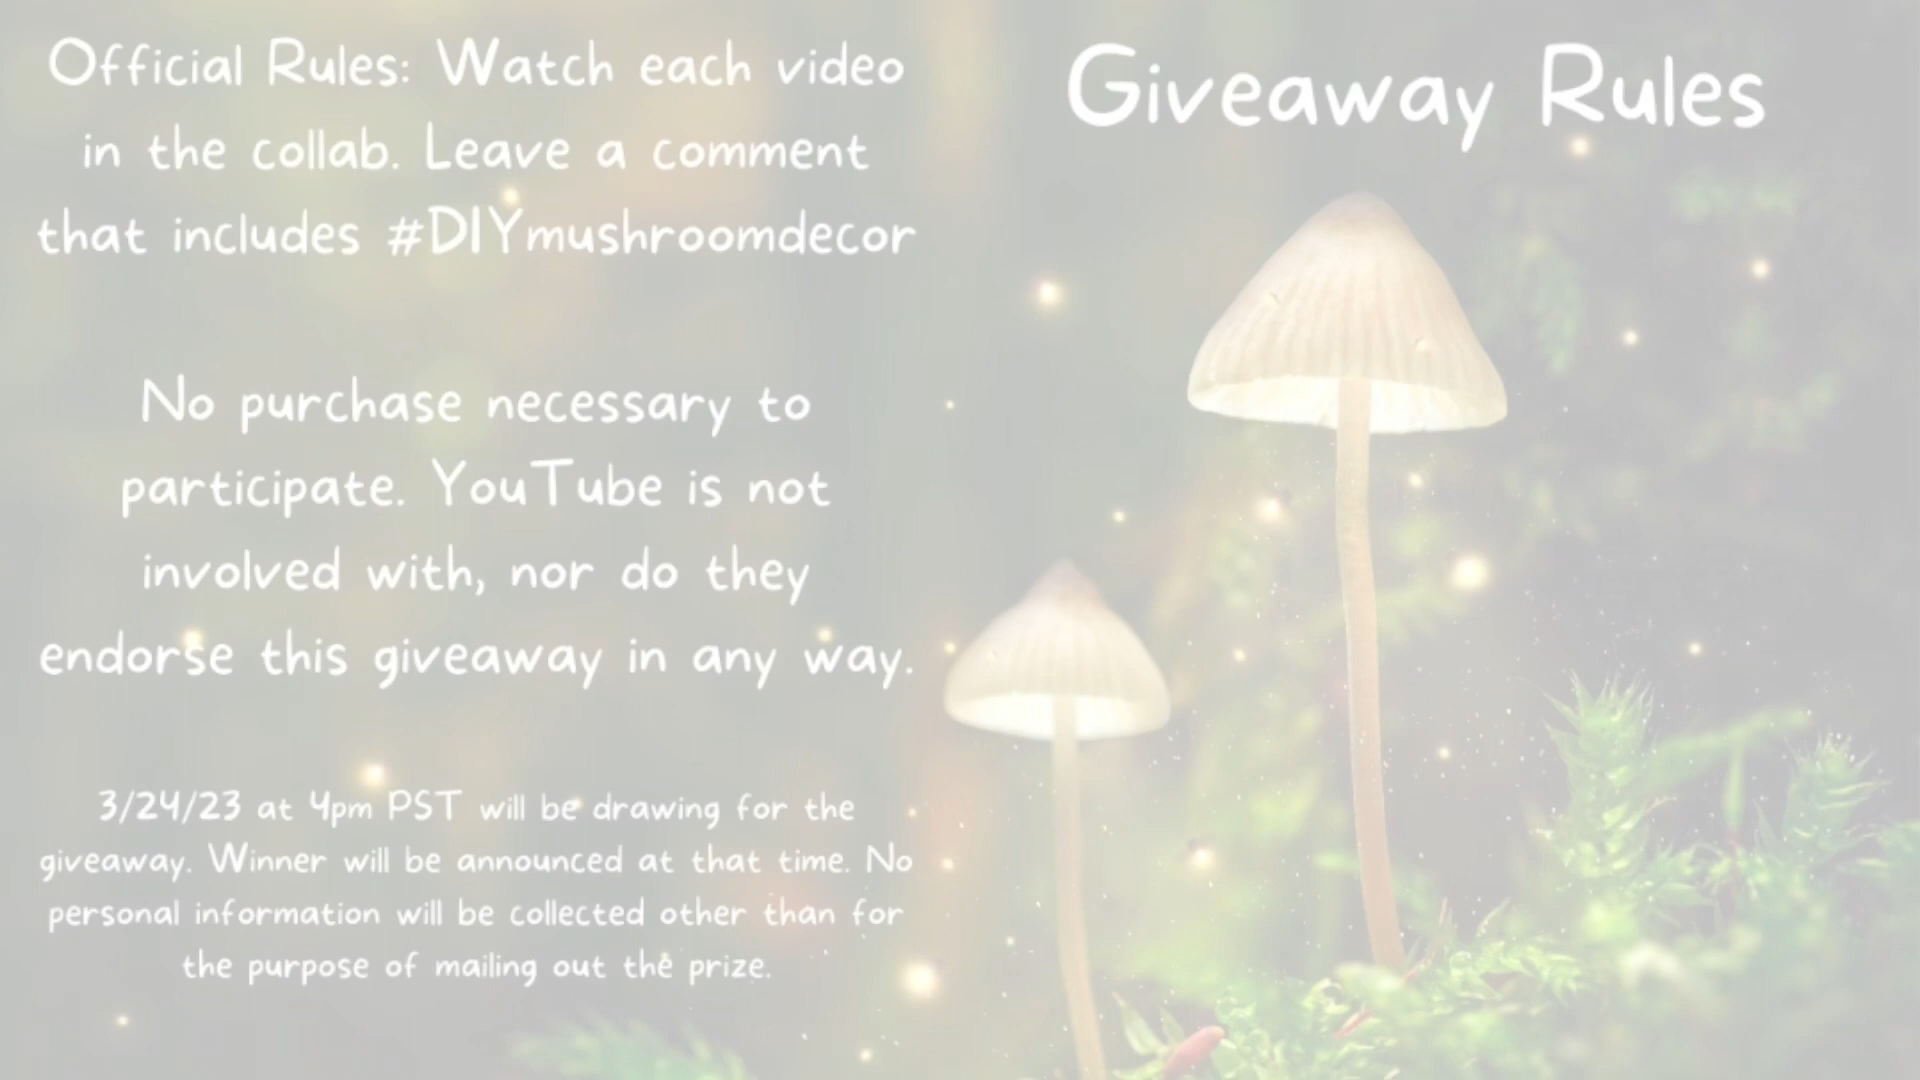 Giveaway Rules
Official Rules: Watch each video
in the collab. Leave a comment
that includes #DIYmushroomdecor
No purchase necessary to
participate. YouTube is not
involved with, nor do they
endorse this giveaway in any way.
3/24/23 at 4pm PST will be drawing for the
giveaway. Winner will be announced at that time. No
personal information will be collected other than for
the purpose of mailing out the prize.